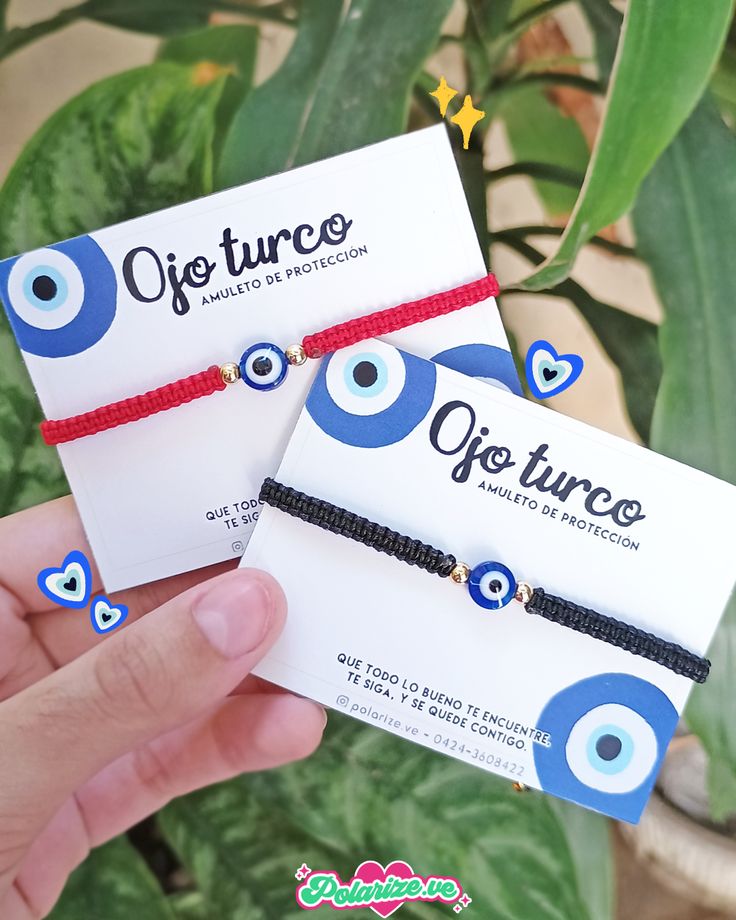 Ojo turco
AMULETO DE PROTECCIÓN
QUE TODO
TE SIG
Ojo turco
AMULETO DE PROTECCIÓN
QUE TODO LO BUENO TE ENCUENTRE,
TE SIGA, Y SE QUEDE CONTIGO.
polarize.ve - 0424-3608422
Polarize.ve